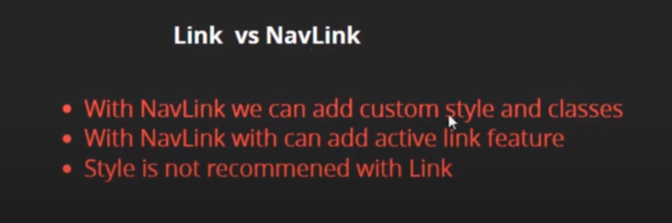 Link vs NavLink
• With NavLink we can add custom style and classes
• With NavLink with can add active link feature
• Style is not recommened with Link